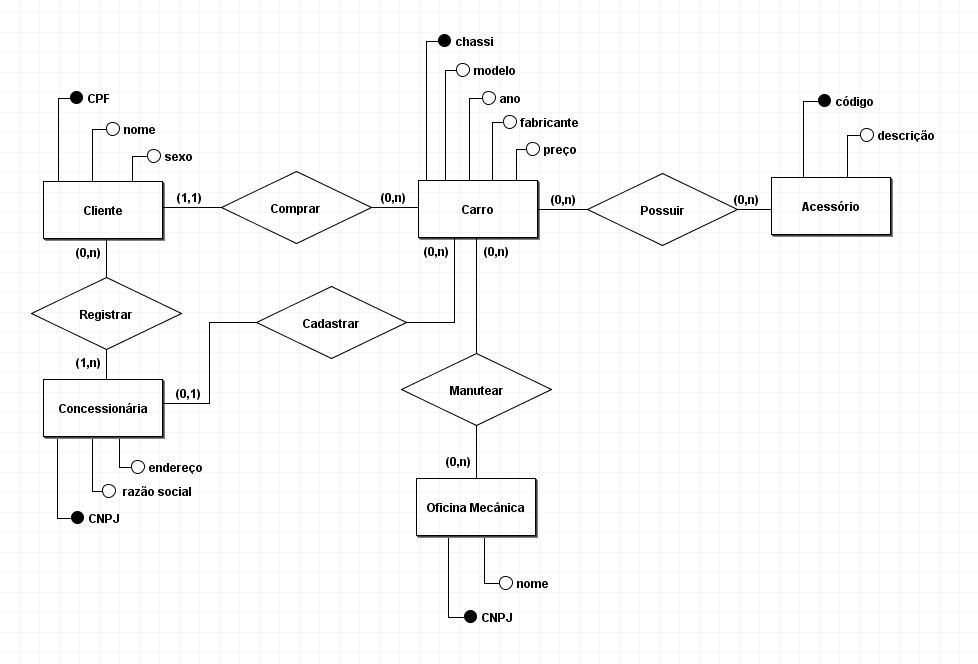 chassi
modelo
ano
fabricante
preço
CPF
nome
sexo
código
descrição
Cliente
(1,1)
Comprar
(0,n)
Carro
(0,n)
Possuir
(0,n)
Acessório
(0,n)
(0,n)
(0,n)
Registrar
Cadastrar
(1,n)
(0,1)
Concessionária
Manutear
(0,n)
endereço
razão social
CNPJ
Oficina Mecânica
nome
CNPJ